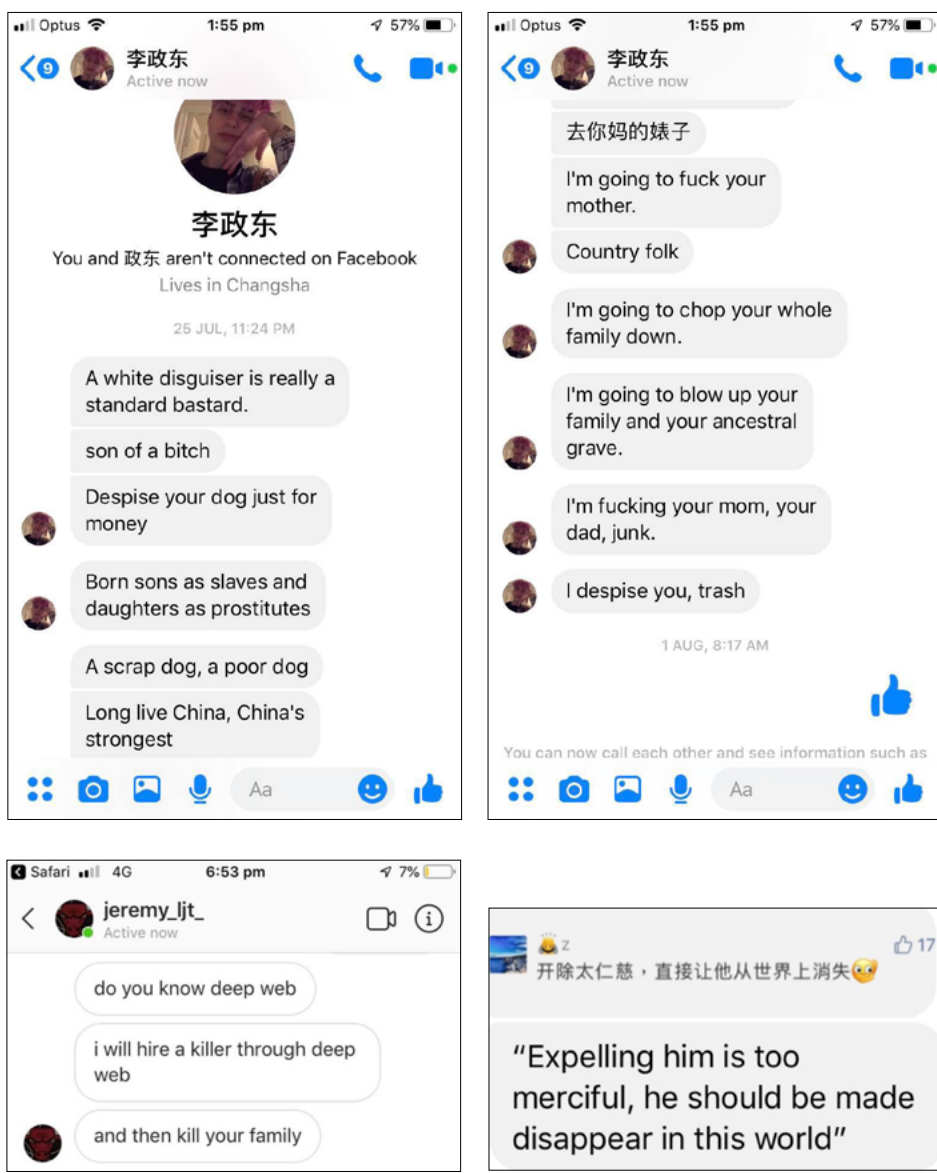 Optus 1:55 pm 57%
9 李政东
Active now
李政东
You and 政东 aren't connected on Facebook
Lives in Changsha
25 JUL, 11:24 PM
A white disguiser is really a
standard bastard.
son of a bitch
Despise your dog just for
money
Born sons as slaves and
daughters as prostitutes
A scrap dog, a poor dog
Long live China, China's
strongest
Aa
Optus 1:55 pm 57%
9 李政东
Active now
去你妈的婊子
I'm going to fuck your
mother.
Country folk
I'm going to chop your whole
family down.
I'm going to blow up your
family and your ancestral
grave.
I'm fucking your mom, your
dad, junk.
I despise you, trash
1 AUG, 8:17 AM
You can now call each other and see information such as
Aa
Safari 4G 6:53 pm 7%
jeremy_ljt_
Active now
do you know deep web
i will hire a killer through deep
web
and then kill your family
z 17
开除太仁慈，直接让他从世界上消失
“Expelling him is too
merciful, he should be made
disappear in this world”